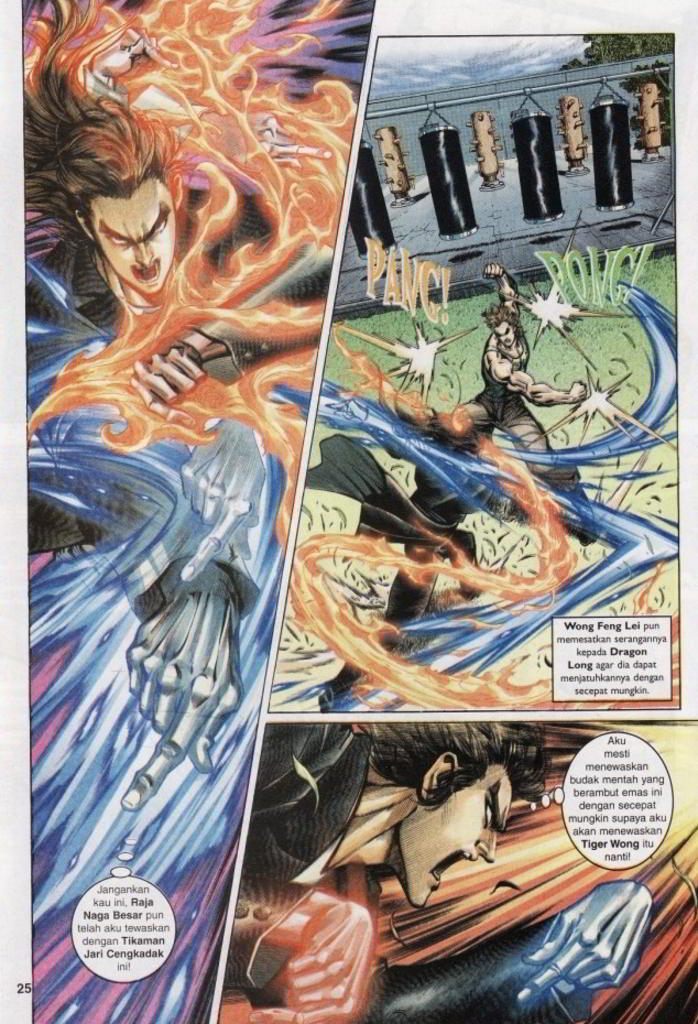 PANG!
PONG!
Wong Feng Lei pun
memesatkan serangannya
kepada Dragon
Long agar dia dapat
menjatuhkannya dengan
secepat mungkin.
Jangankan
kau ini, Raja
Naga Besar pun
telah aku tewaskan
dengan Tikaman
Jari Cengkadak
ini!
Aku
mesti
menewaskan
budak mentah yang
berambut emas ini
dengan secepat
mungkin supaya aku
akan menewaskan
Tiger Wong itu
nanti!
25